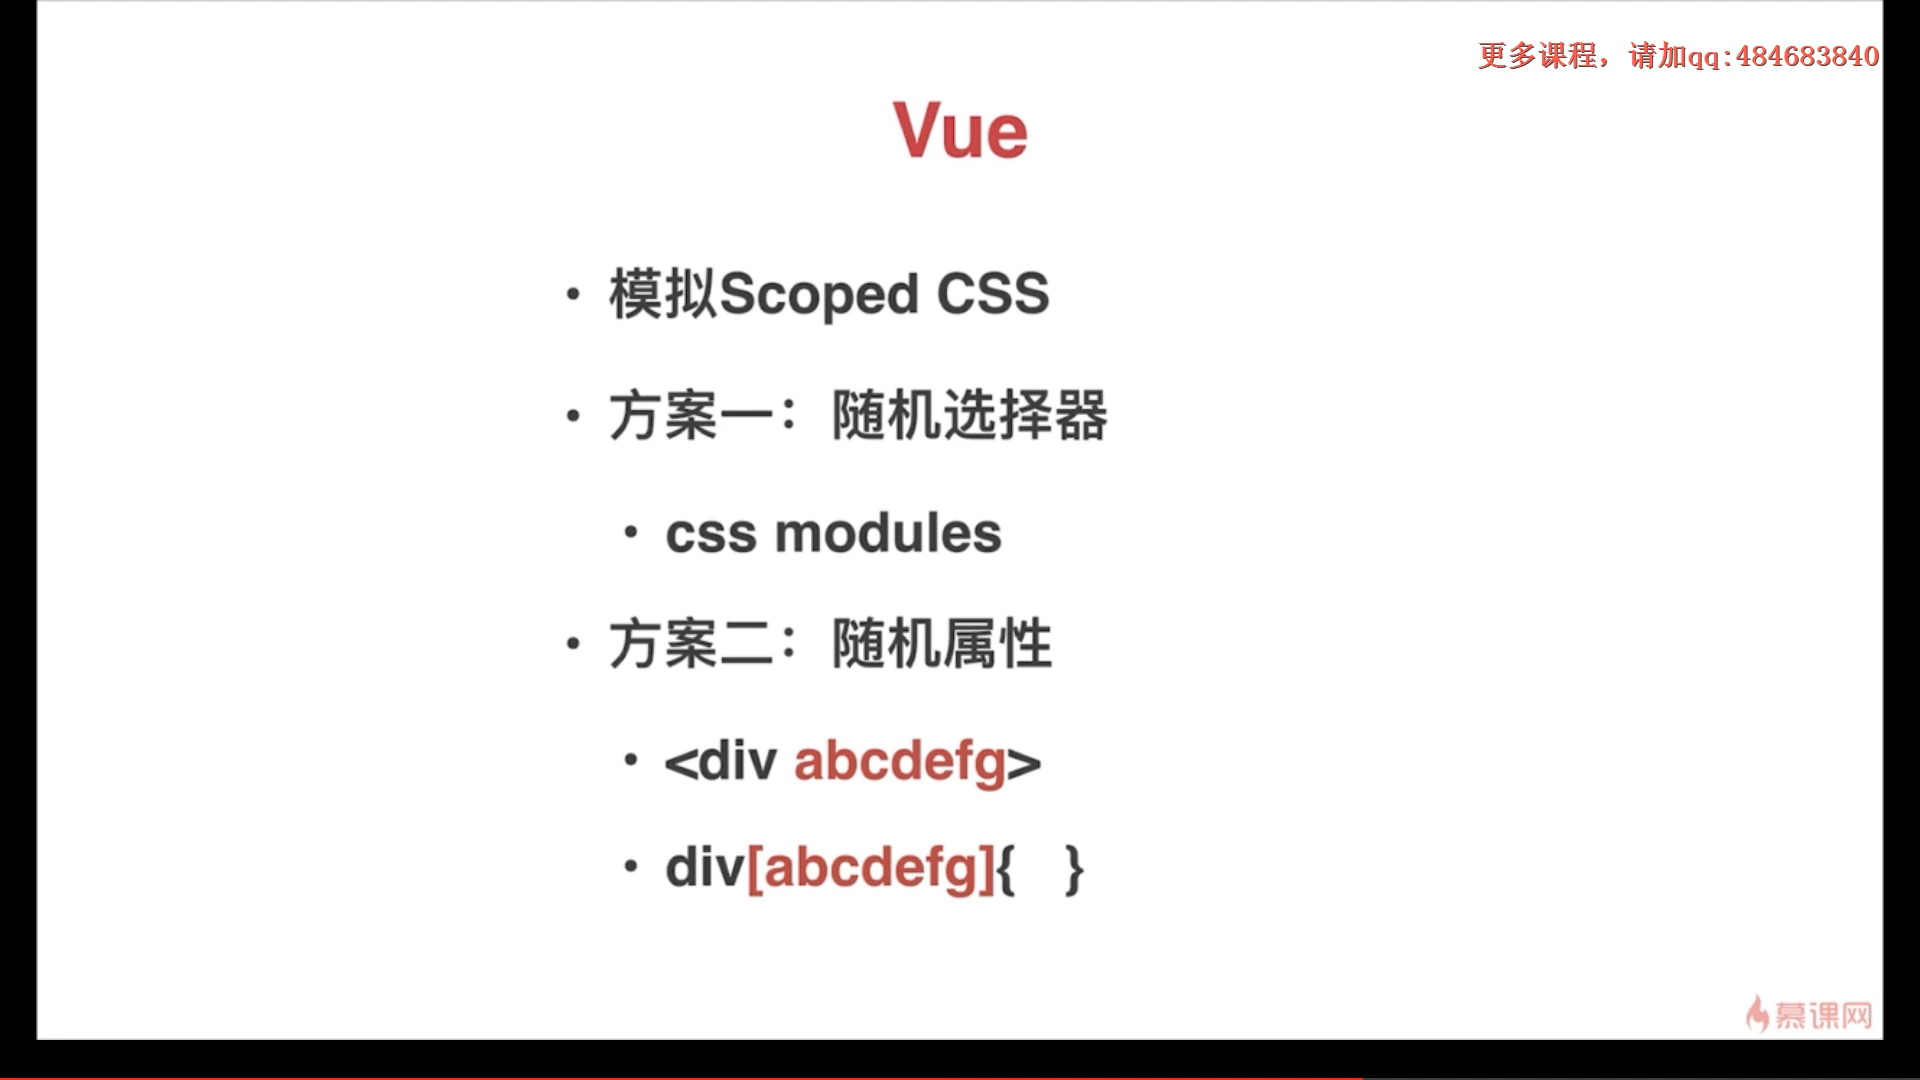 更多课程，请加qq:484683840
Vue
• 模拟Scoped CSS
• 方案一：随机选择器
• css modules
• 方案二：随机属性
• <div abcdefg>
• div[abcdefg]{ }
慕课网